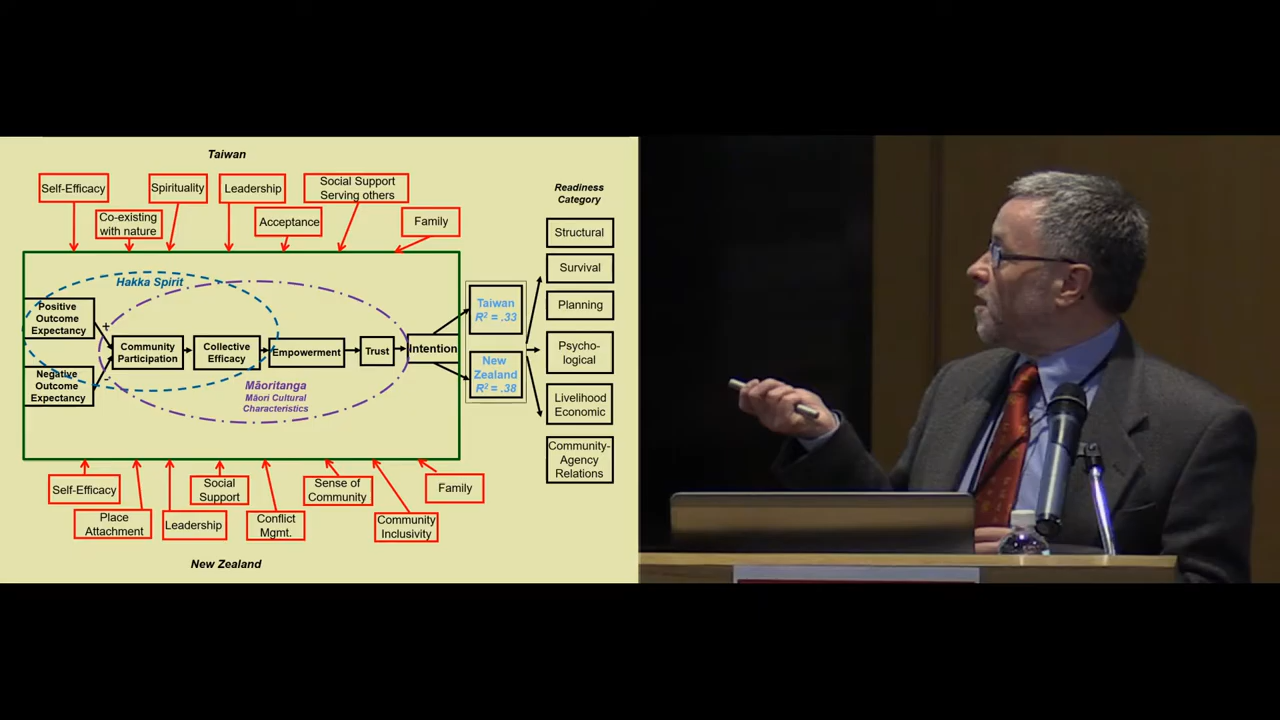 Taiwan
Self-Efficacy
Co-existing
with nature
Spirituality
Leadership
Acceptance
Social Support
Serving others
Family
Readiness
Category
Structural
Survival
Planning
Psycho-
logical
Livelihood
Economic
Community-
Agency
Relations
Hakka Spirit
Positive
Outcome
Expectancy
+
Negative
Outcome
Expectancy
-
Community
Participation
Collective
Efficacy
Empowerment
Trust
Intention
Taiwan
R² = .33
New
Zealand
R² = .38
Māoritanga
Māori Cultural
Characteristics
Self-Efficacy
Place
Attachment
Leadership
Social
Support
Conflict
Mgmt.
Sense of
Community
Community
Inclusivity
Family
New Zealand